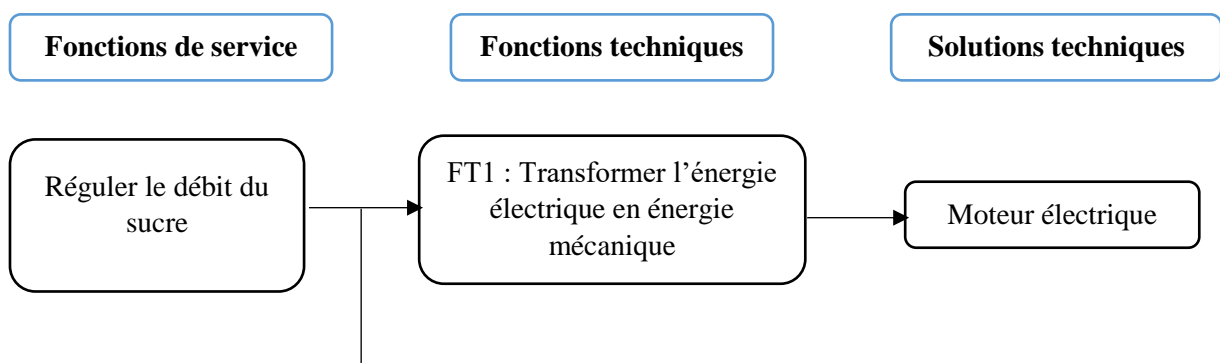 Fonctions de service
Fonctions techniques
Solutions techniques
Réguler le débit du
sucre
FT1 : Transformer l’énergie
électrique en énergie
mécanique
Moteur électrique